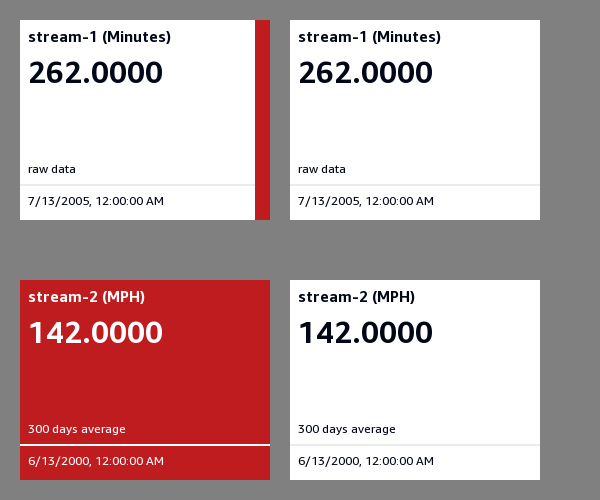 stream-1 (Minutes)
262.0000
raw data
7/13/2005, 12:00:00 AM
stream-1 (Minutes)
262.0000
raw data
7/13/2005, 12:00:00 AM
stream-2 (MPH)
142.0000
300 days average
6/13/2000, 12:00:00 AM
stream-2 (MPH)
142.0000
300 days average
6/13/2000, 12:00:00 AM